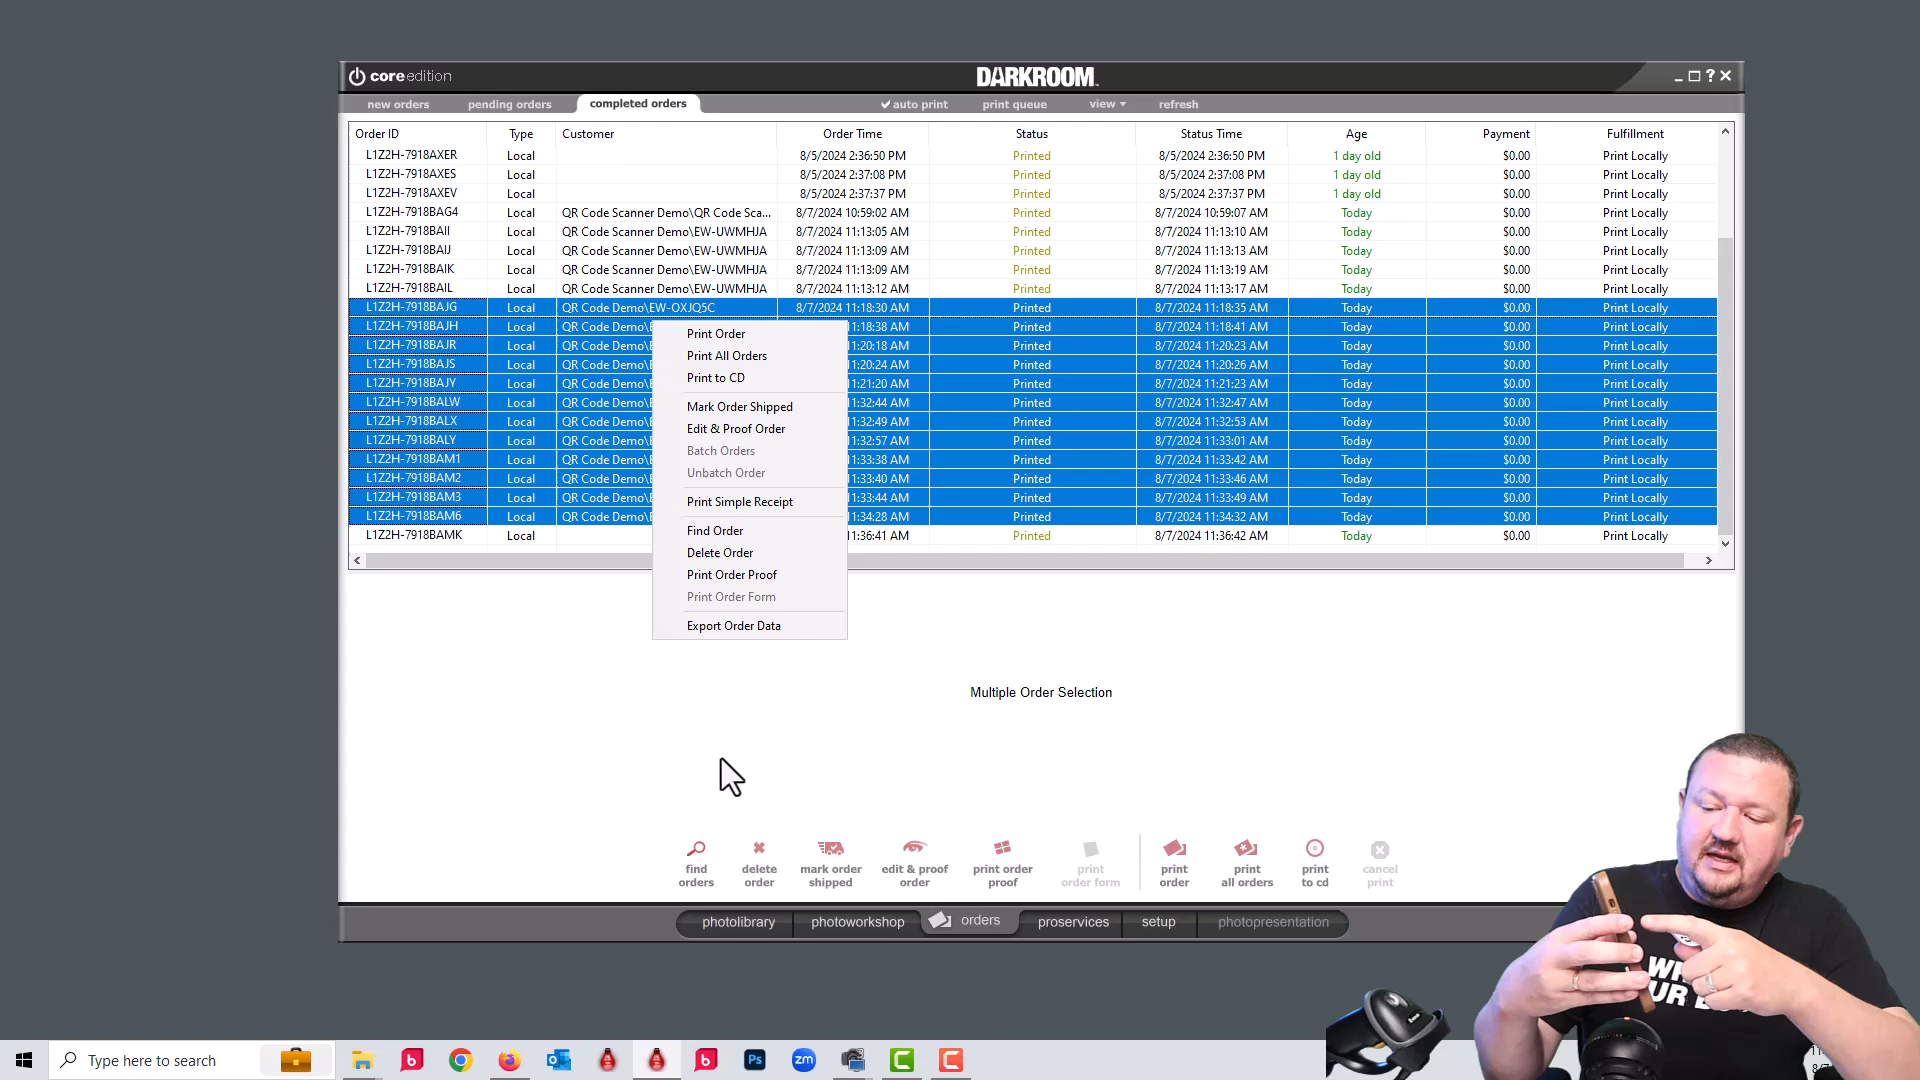 coreedition
DARKROOM
new orders pending orders completed orders auto print print queue view refresh
Order ID Type Customer Order Time Status Status Time Age Payment Fulfillment
L1Z2H-7918AXER Local 8/5/2024 2:36:50 PM Printed 8/5/2024 2:36:50 PM 1 day old $0.00 Print Locally
L1Z2H-7918AXES Local 8/5/2024 2:37:08 PM Printed 8/5/2024 2:37:08 PM 1 day old $0.00 Print Locally
L1Z2H-7918AXEV Local 8/5/2024 2:37:37 PM Printed 8/5/2024 2:37:37 PM 1 day old $0.00 Print Locally
L1Z2H-7918BAG4 Local QR Code Scanner Demo\QR Code Sca... 8/7/2024 10:59:02 AM Printed 8/7/2024 10:59:07 AM Today $0.00 Print Locally
L1Z2H-7918BAII Local QR Code Scanner Demo\EW-UWMHJA 8/7/2024 11:13:05 AM Printed 8/7/2024 11:13:10 AM Today $0.00 Print Locally
L1Z2H-7918BAIJ Local QR Code Scanner Demo\EW-UWMHJA 8/7/2024 11:13:09 AM Printed 8/7/2024 11:13:13 AM Today $0.00 Print Locally
L1Z2H-7918BAIK Local QR Code Scanner Demo\EW-UWMHJA 8/7/2024 11:13:09 AM Printed 8/7/2024 11:13:19 AM Today $0.00 Print Locally
L1Z2H-7918BAIL Local QR Code Scanner Demo\EW-UWMHJA 8/7/2024 11:13:12 AM Printed 8/7/2024 11:13:17 AM Today $0.00 Print Locally
L1Z2H-7918BAJG Local QR Code Demo\EW-OXJQ5C 8/7/2024 11:18:30 AM Printed 8/7/2024 11:18:35 AM Today $0.00 Print Locally
L1Z2H-7918BAJH Local QR Code Demo\ 11:18:38 AM Printed 8/7/2024 11:18:41 AM Today $0.00 Print Locally
L1Z2H-7918BAJR Local QR Code Demo\ 11:20:18 AM Printed 8/7/2024 11:20:23 AM Today $0.00 Print Locally
L1Z2H-7918BAJS Local QR Code Demo\ 11:20:24 AM Printed 8/7/2024 11:20:26 AM Today $0.00 Print Locally
L1Z2H-7918BAJY Local QR Code Demo\ 11:21:20 AM Printed 8/7/2024 11:21:23 AM Today $0.00 Print Locally
L1Z2H-7918BALW Local QR Code Demo\ 11:32:44 AM Printed 8/7/2024 11:32:47 AM Today $0.00 Print Locally
L1Z2H-7918BALX Local QR Code Demo\ 11:32:49 AM Printed 8/7/2024 11:32:53 AM Today $0.00 Print Locally
L1Z2H-7918BALY Local QR Code Demo\ 11:32:57 AM Printed 8/7/2024 11:33:01 AM Today $0.00 Print Locally
L1Z2H-7918BAM1 Local QR Code Demo\ 11:33:38 AM Printed 8/7/2024 11:33:42 AM Today $0.00 Print Locally
L1Z2H-7918BAM2 Local QR Code Demo\ 11:33:40 AM Printed 8/7/2024 11:33:46 AM Today $0.00 Print Locally
L1Z2H-7918BAM3 Local QR Code Demo\ 11:33:44 AM Printed 8/7/2024 11:33:49 AM Today $0.00 Print Locally
L1Z2H-7918BAM6 Local QR Code Demo\ 11:34:28 AM Printed 8/7/2024 11:34:32 AM Today $0.00 Print Locally
L1Z2H-7918BAMK Local 11:36:41 AM Printed 8/7/2024 11:36:42 AM Today $0.00 Print Locally
Print Order
Print All Orders
Print to CD
Mark Order Shipped
Edit & Proof Order
Batch Orders
Unbatch Order
Print Simple Receipt
Find Order
Delete Order
Print Order Proof
Print Order Form
Export Order Data
Multiple Order Selection
find orders
delete order
mark order shipped
edit & proof order
print order proof
print order form
print order
print all orders
print to cd
cancel print
photolibrary photoworkshop orders proservices setup photopresentation
Type here to search
Ps
zm